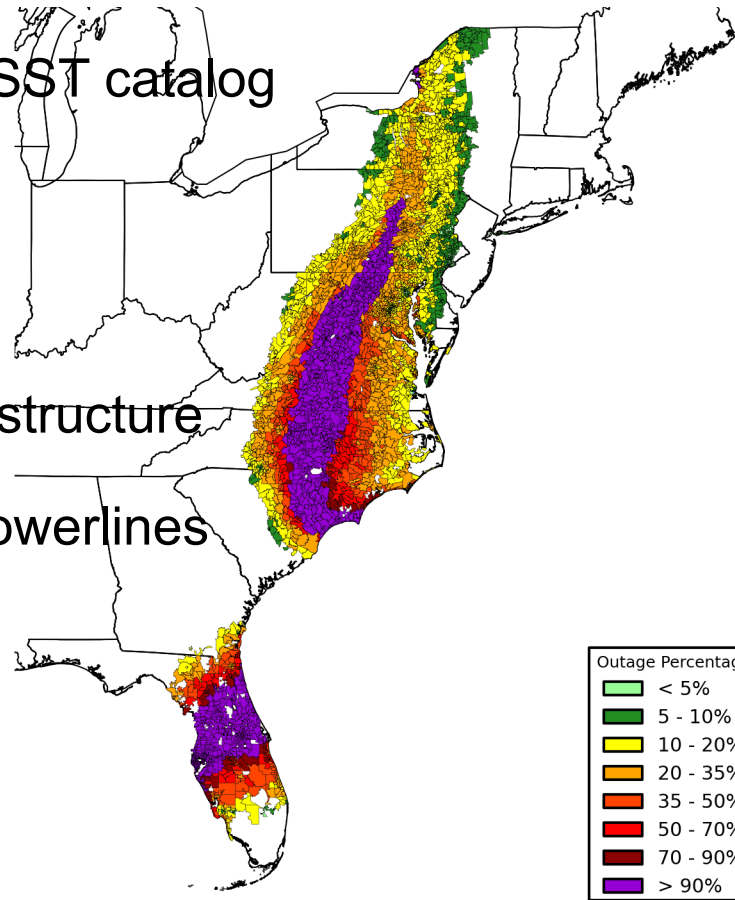 SST catalog
structure
owerlines
Outage Percentag
< 5%
5 - 10%
10 - 20%
20 - 35%
35 - 50%
50 - 70%
70 - 90%
> 90%